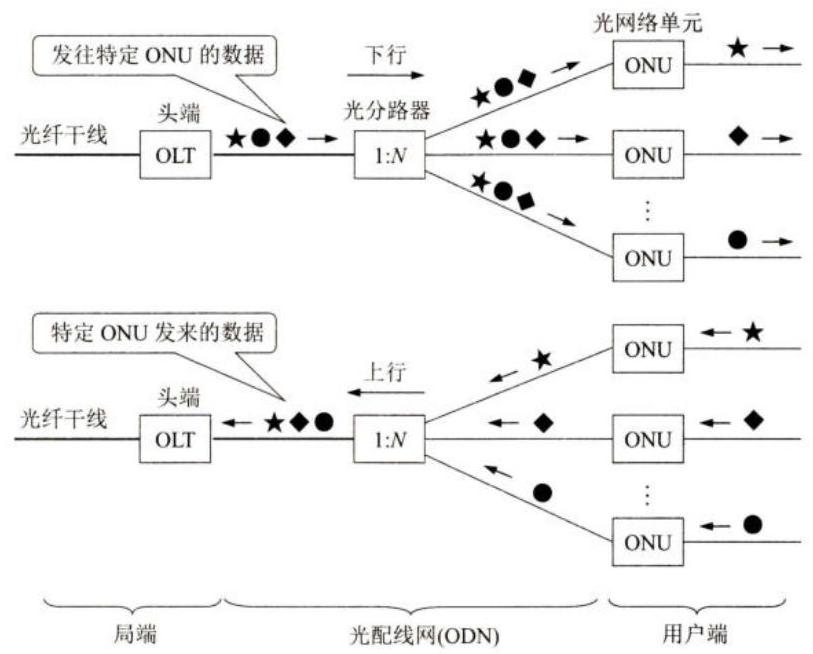 光网络单元
发往特定 ONU 的数据
下行
ONU
头端
光分路器
光纤干线
OLT
1:N
ONU
⋮
ONU
特定 ONU 发来的数据
上行
ONU
头端
光纤干线
OLT
1:N
ONU
⋮
ONU
局端
光配线网(ODN)
用户端